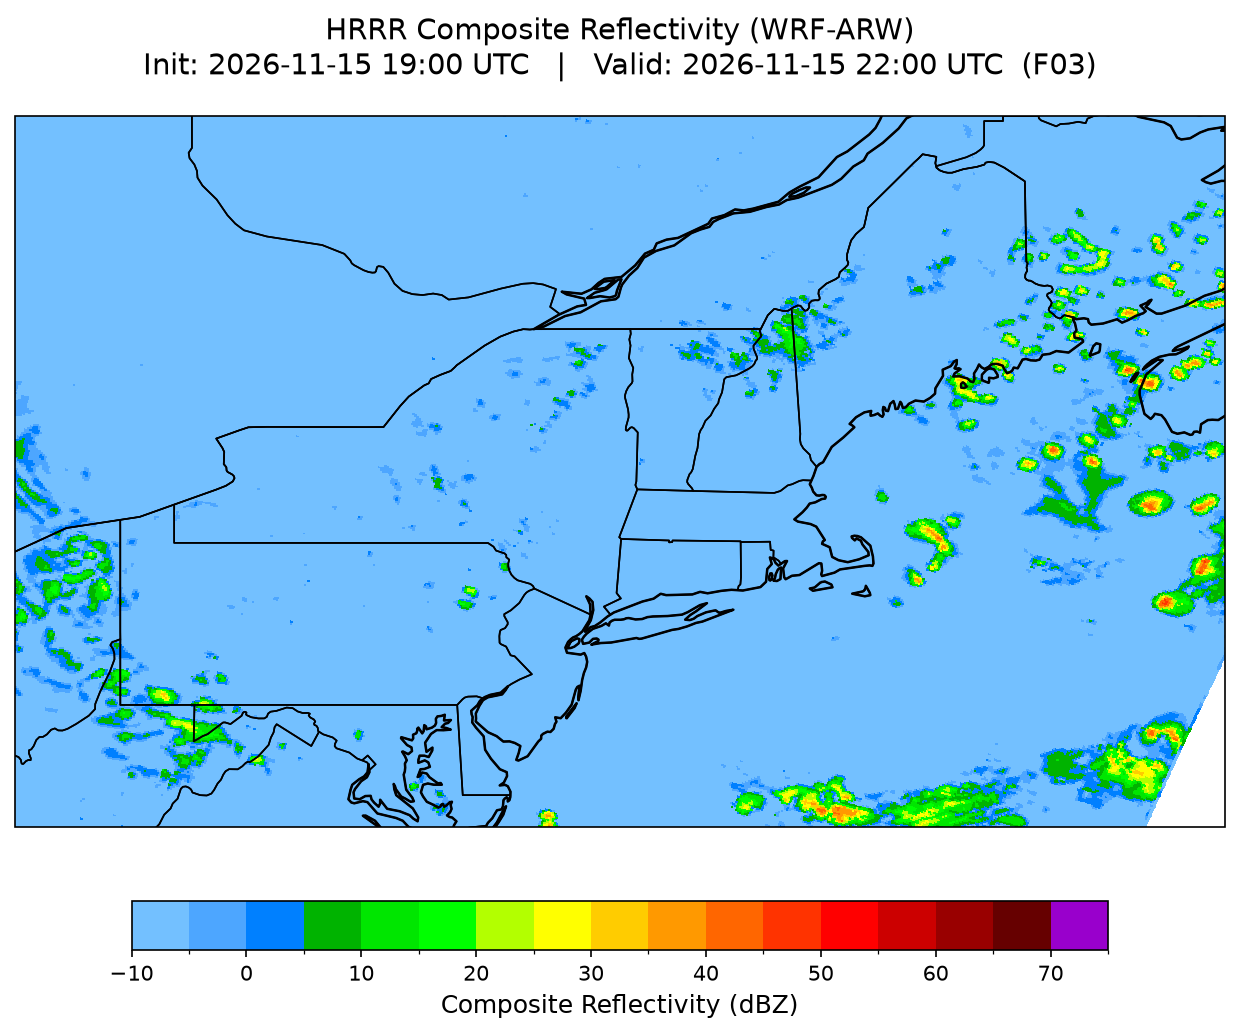 HRRR Composite Reflectivity (WRF-ARW)
Init: 2026-11-15 19:00 UTC   |   Valid: 2026-11-15 22:00 UTC  (F03)
−10 0 10 20 30 40 50 60 70
Composite Reflectivity (dBZ)